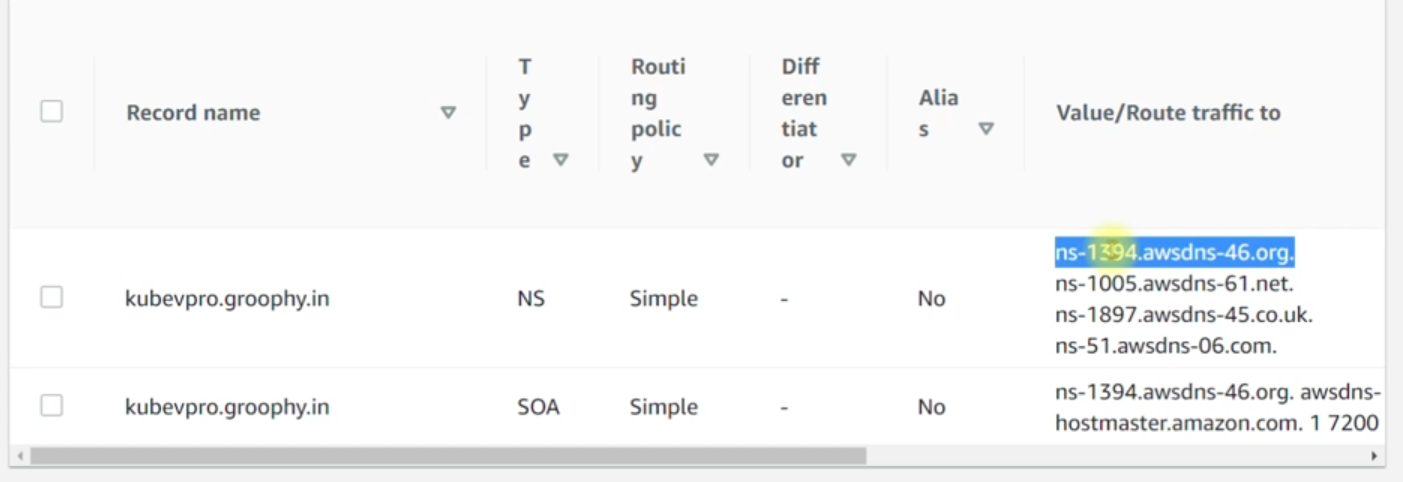 Record name
Type
Routing policy
Differentiator
Alias
Value/Route traffic to
kubevpro.groophy.in NS Simple - No
ns-1394.awsdns-46.org.
ns-1005.awsdns-61.net.
ns-1897.awsdns-45.co.uk.
ns-51.awsdns-06.com.
kubevpro.groophy.in SOA Simple - No
ns-1394.awsdns-46.org. awsdns-
hostmaster.amazon.com. 1 7200